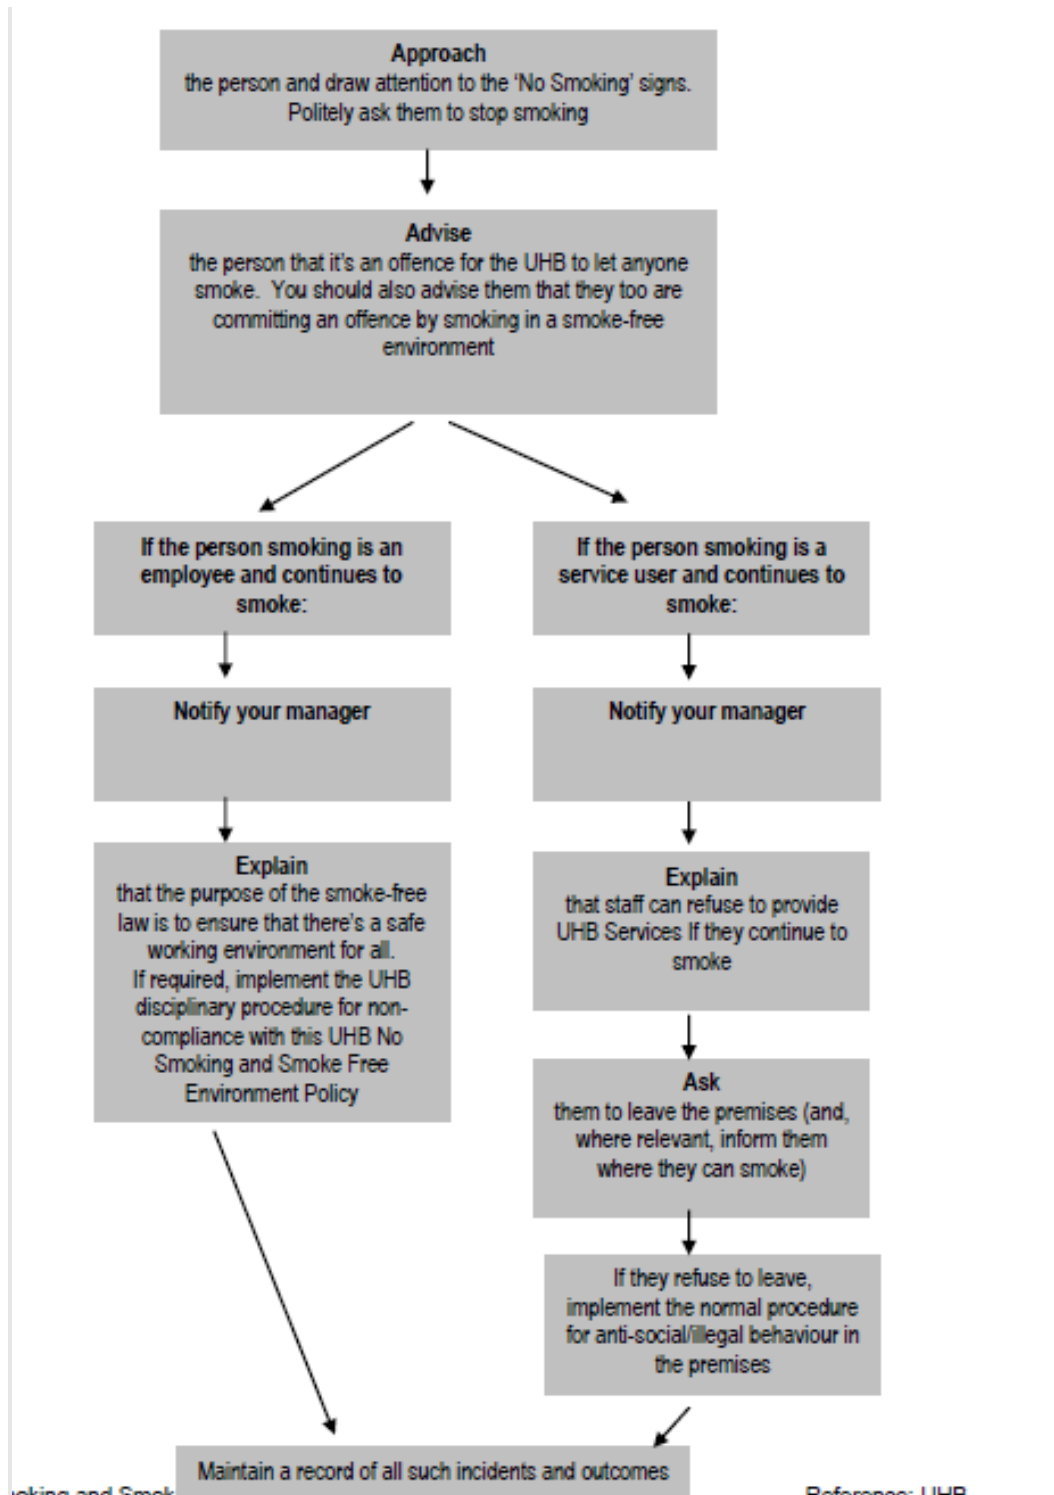 Approach
the person and draw attention to the ‘No Smoking’ signs.
Politely ask them to stop smoking
Advise
the person that it's an offence for the UHB to let anyone
smoke. You should also advise them that they too are
committing an offence by smoking in a smoke-free
environment
If the person smoking is an
employee and continues to
smoke:
Notify your manager
Explain
that the purpose of the smoke-free
law is to ensure that there's a safe
working environment for all.
If required, implement the UHB
disciplinary procedure for non-
compliance with this UHB No
Smoking and Smoke Free
Environment Policy
If the person smoking is a
service user and continues to
smoke:
Notify your manager
Explain
that staff can refuse to provide
UHB Services If they continue to
smoke
Ask
them to leave the premises (and,
where relevant, inform them
where they can smoke)
If they refuse to leave,
implement the normal procedure
for anti-social/illegal behaviour in
the premises
Maintain a record of all such incidents and outcomes
and
Reference: UHB